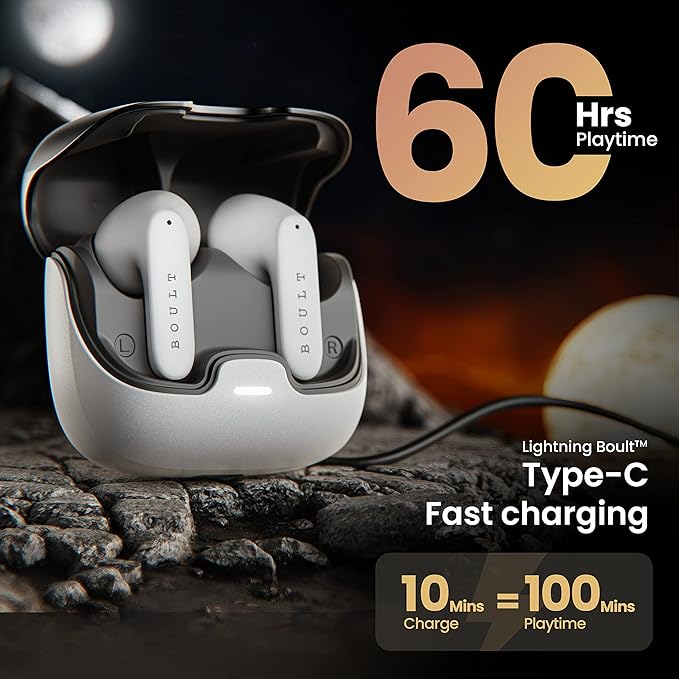 60
Hrs
Playtime
BOULT
BOULT
L
R
Lightning Boult™
Type-C
Fast charging
10 Mins = 100 Mins
Charge Playtime